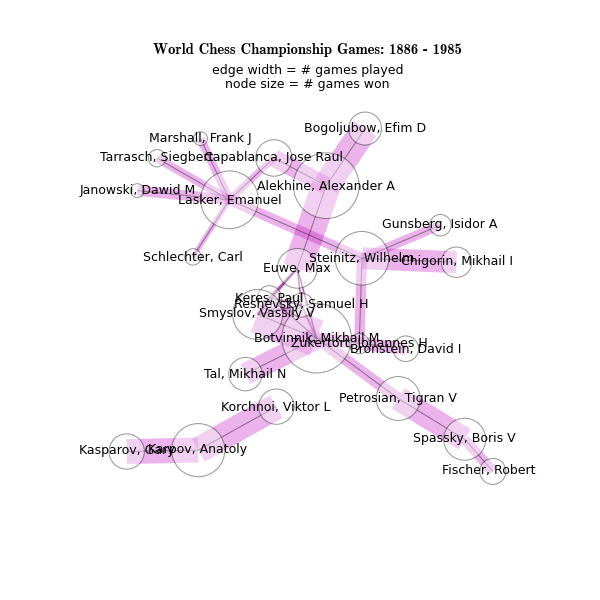 World Chess Championship Games: 1886 - 1985
edge width = # games played
node size = # games won
Bogoljubow, Efim D
Marshall, Frank J
Tarrasch, Siegbert
Capablanca, Jose Raul
Alekhine, Alexander A
Janowski, Dawid M
Lasker, Emanuel
Gunsberg, Isidor A
Schlechter, Carl
Steinitz, Wilhelm
Chigorin, Mikhail I
Euwe, Max
Keres, Paul
Reshevsky, Samuel H
Smyslov, Vassily V
Botvinnik, Mikhail M
Zukertort, Johannes H
Bronstein, David I
Tal, Mikhail N
Petrosian, Tigran V
Korchnoi, Viktor L
Spassky, Boris V
Kasparov, Gary
Karpov, Anatoly
Fischer, Robert